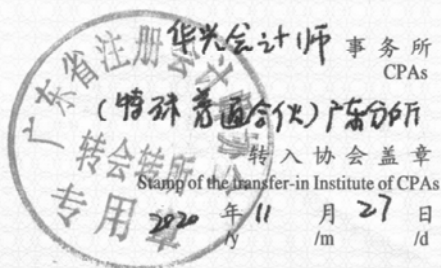 华兴会计师 事务所
CPAs
(特殊普通合伙)广东分所
转入协会盖章
Stamp of the transfer-in Institute of CPAs
2020 年 11 月 27 日
/y /m /d
广东省注册会计师协会
转会转所
专用章